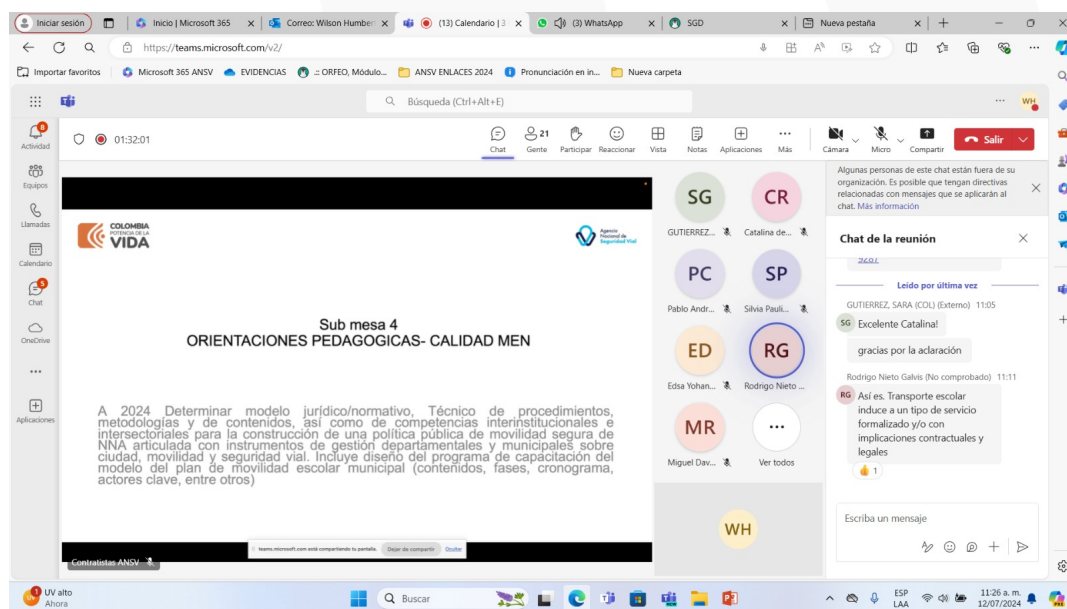 Iniciar sesión
Inicio | Microsoft 365
Correo: Wilson Humber
(13) Calendario | 3
(3) WhatsApp
SGD
Nueva pestaña
https://teams.microsoft.com/v2/
Importar favoritos
Microsoft 365 ANSV
EVIDENCIAS
.:: ORFEO, Módulo...
ANSV ENLACES 2024
Pronunciación en in...
Nueva carpeta
Búsqueda (Ctrl+Alt+E)
WH
8
Actividad
Equipos
Llamadas
Calendario
5
Chat
OneDrive
Aplicaciones
01:32:01
Chat
21
Gente
Participar
Reaccionar
Vista
Notas
Aplicaciones
Más
Cámara
Micro
Compartir
Salir
COLOMBIA
POTENCIA DE LA
VIDA
Agencia
Nacional de
Seguridad Vial
Sub mesa 4
ORIENTACIONES PEDAGOGICAS- CALIDAD MEN
A 2024 Determinar modelo jurídico/normativo, Técnico de procedimientos,
metodologías y de contenidos, así como de competencias interinstitucionales e
intersectoriales para la construcción de una política pública de movilidad segura de
NNA articulada con instrumentos de gestión departamentales y municipales sobre
ciudad, movilidad y seguridad vial. Incluye diseño del programa de capacitación del
modelo del plan de movilidad escolar municipal (contenidos, fases, cronograma,
actores clave, entre otros)
teams.microsoft.com está compartiendo tu pantalla.
Dejar de compartir
Ocultar
Contratistas ANSV
SG
GUTIERREZ...
CR
Catalina de...
PC
Pablo Andr...
SP
Silvia Pauli...
ED
Edsa Yohan...
RG
Rodrigo Nieto ...
MR
Miguel Dav...
Ver todos
WH
Algunas personas de este chat están fuera de su
organización. Es posible que tengan directivas
relacionadas con mensajes que se aplicarán al
chat. Más información
Chat de la reunión
Leído por última vez
GUTIERREZ, SARA (COL) (Externo) 11:05
SG
Excelente Catalina!
gracias por la aclaración
Rodrigo Nieto Galvis (No comprobado) 11:11
RG
Así es. Transporte escolar
induce a un tipo de servicio
formalizado y/o con
implicaciones contractuales y
legales
1
Escriba un mensaje
UV alto
Ahora
Buscar
ESP
LAA
11:26 a. m.
12/07/2024